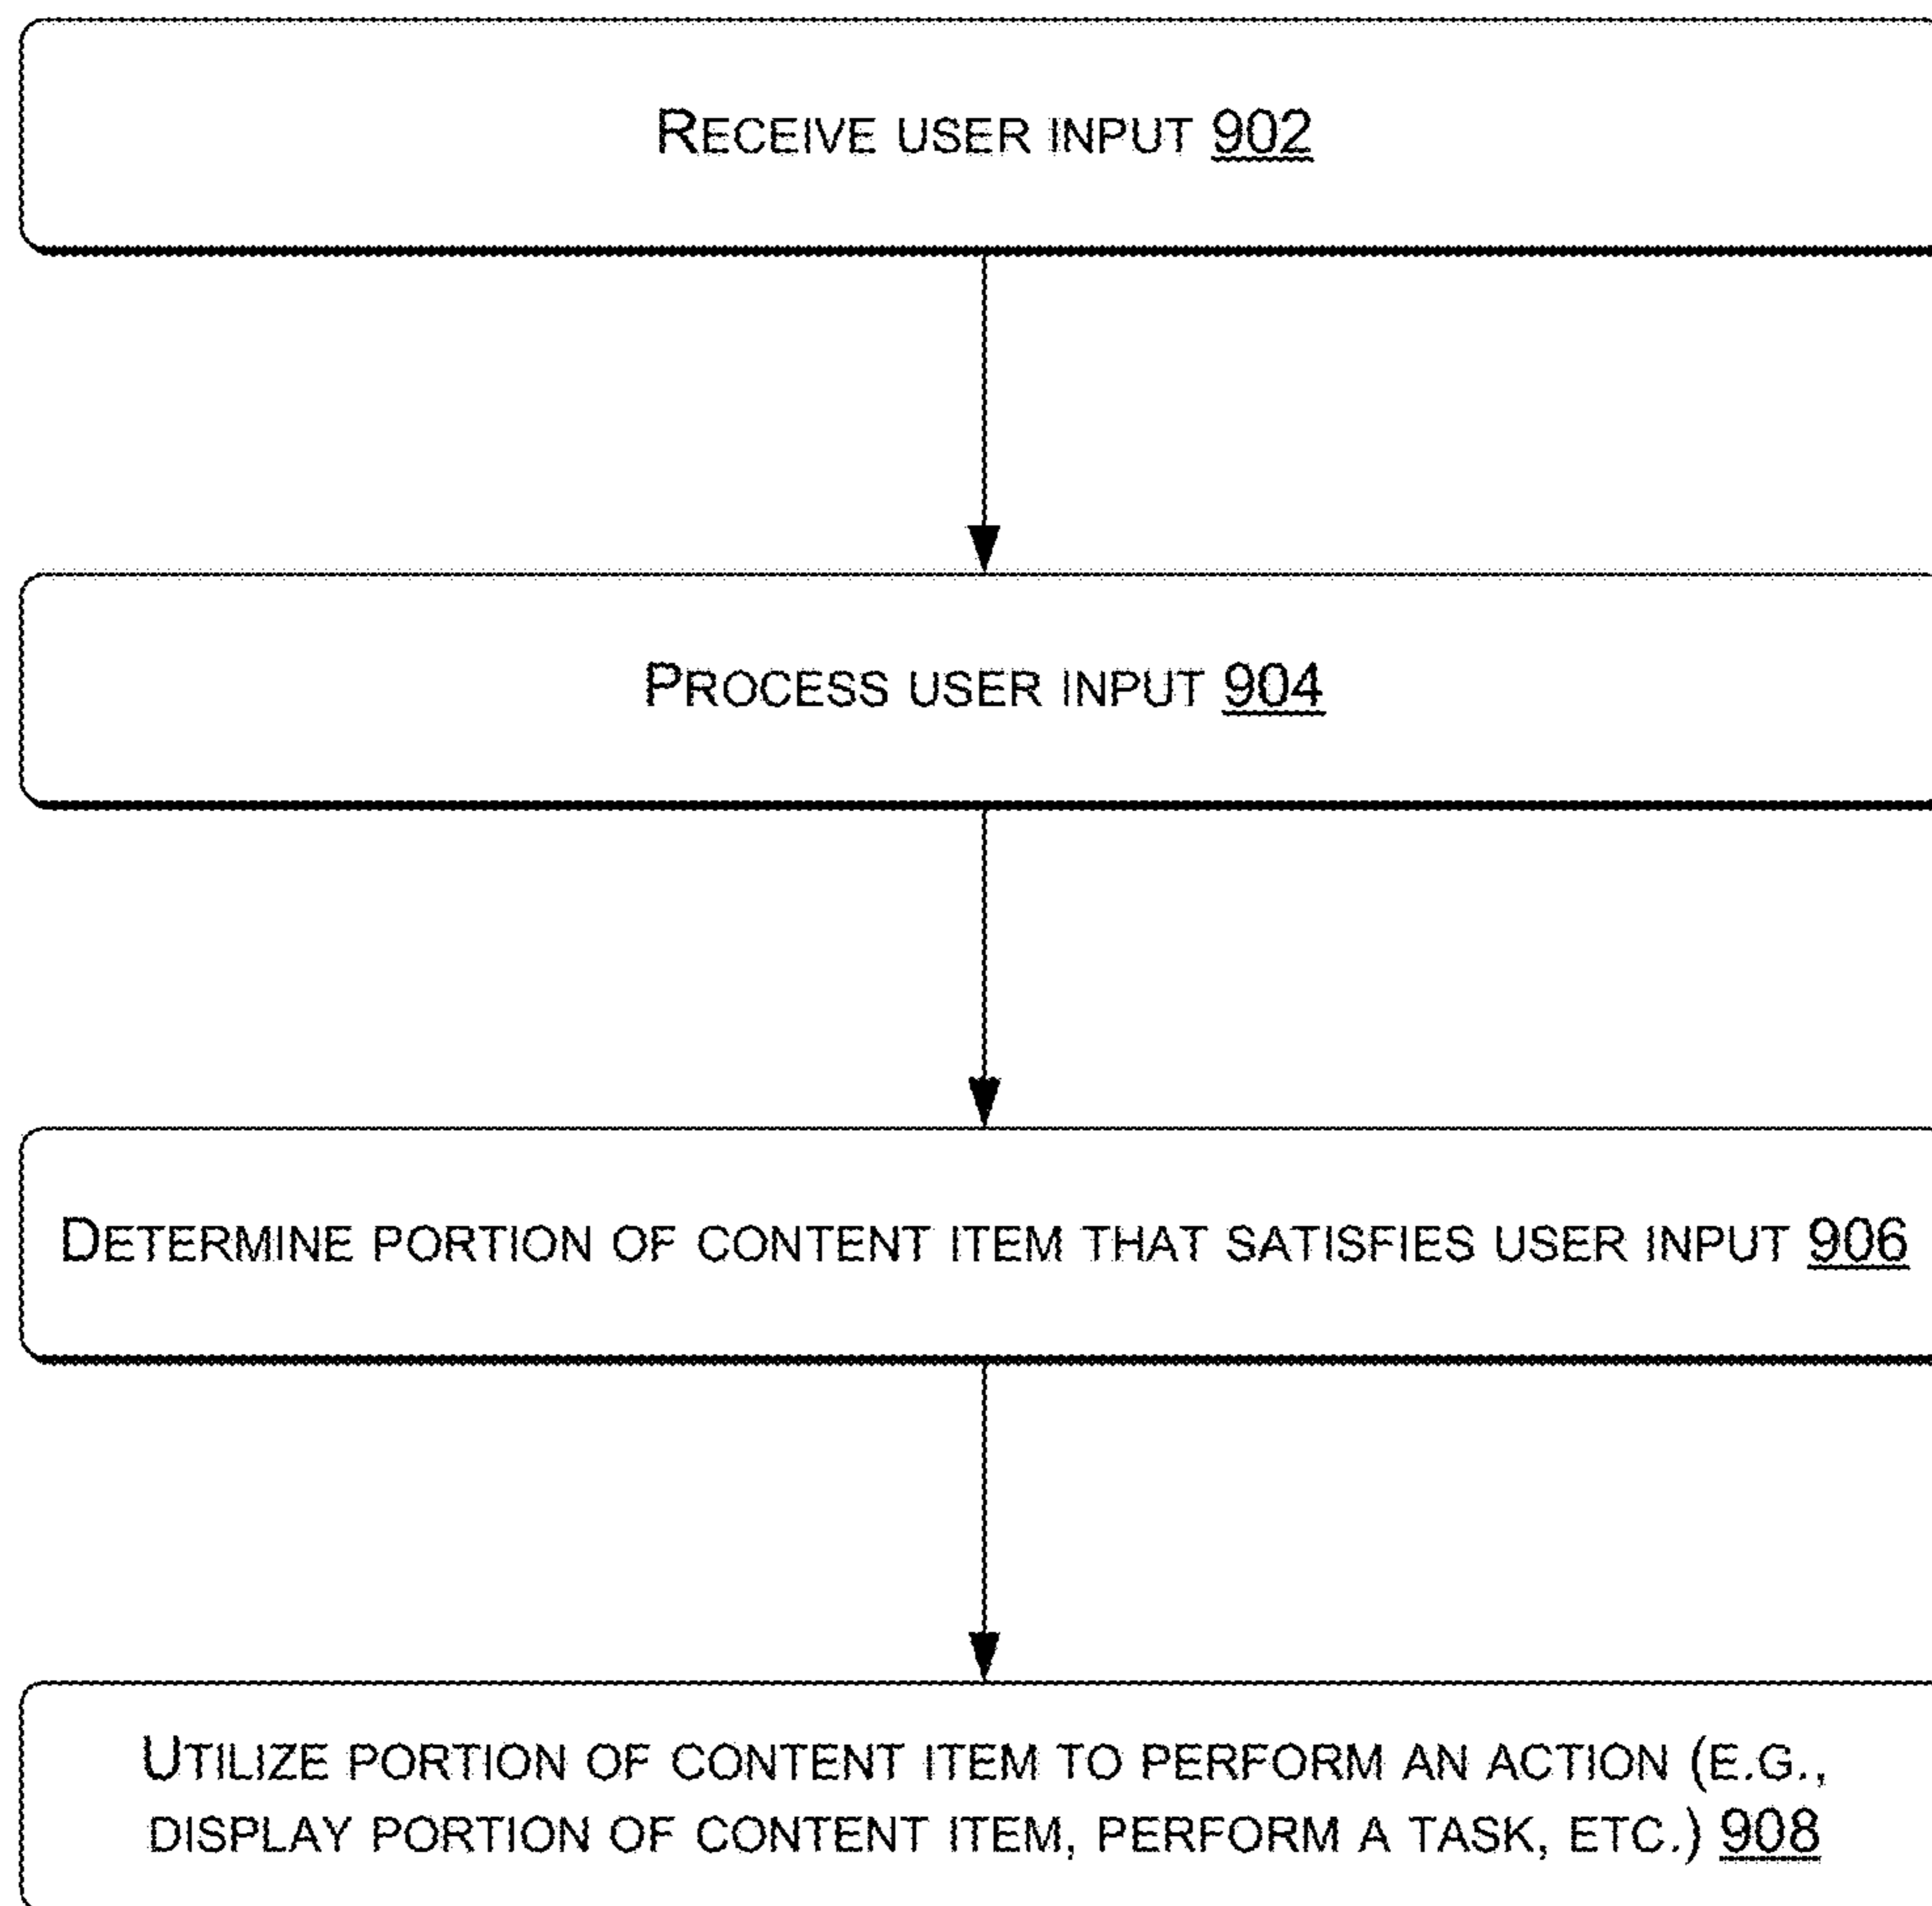 RECEIVE USER INPUT 902
PROCESS USER INPUT 904
DETERMINE PORTION OF CONTENT ITEM THAT SATISFIES USER INPUT 906
UTILIZE PORTION OF CONTENT ITEM TO PERFORM AN ACTION (E.G.,
DISPLAY PORTION OF CONTENT ITEM, PERFORM A TASK, ETC.) 908